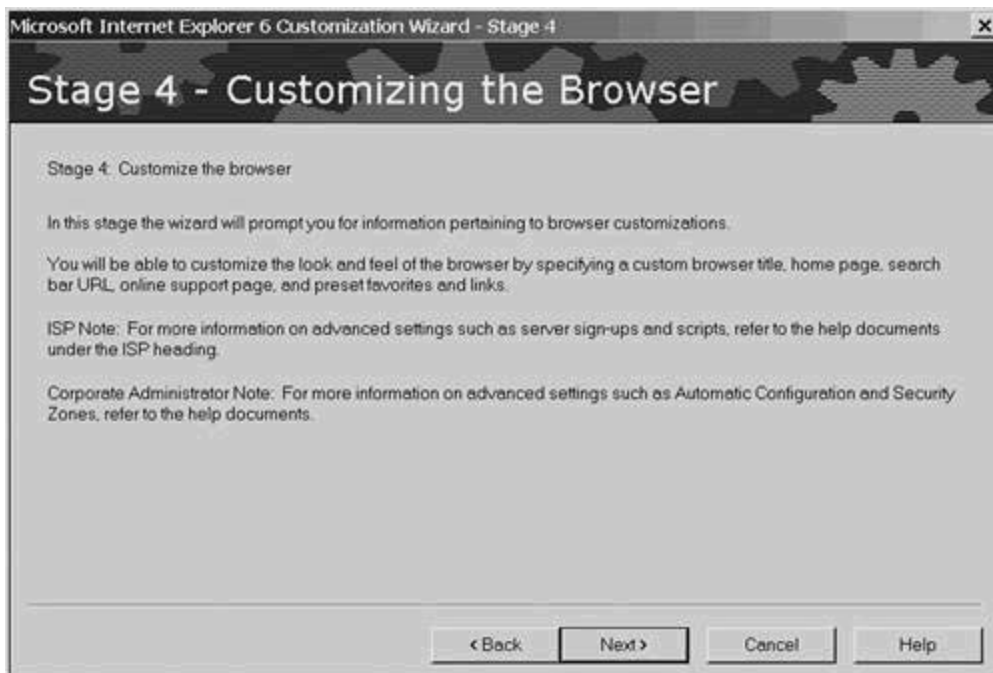 Microsoft Internet Explorer 6 Customization Wizard - Stage 4
Stage 4 - Customizing the Browser
Stage 4: Customize the browser
In this stage the wizard will prompt you for information pertaining to browser customizations.
You will be able to customize the look and feel of the browser by specifying a custom browser title, home page, search
bar URL, online support page, and preset favorites and links.
ISP Note: For more information on advanced settings such as server sign-ups and scripts, refer to the help documents
under the ISP heading.
Corporate Administrator Note: For more information on advanced settings such as Automatic Configuration and Security
Zones, refer to the help documents.
< Back Next > Cancel Help